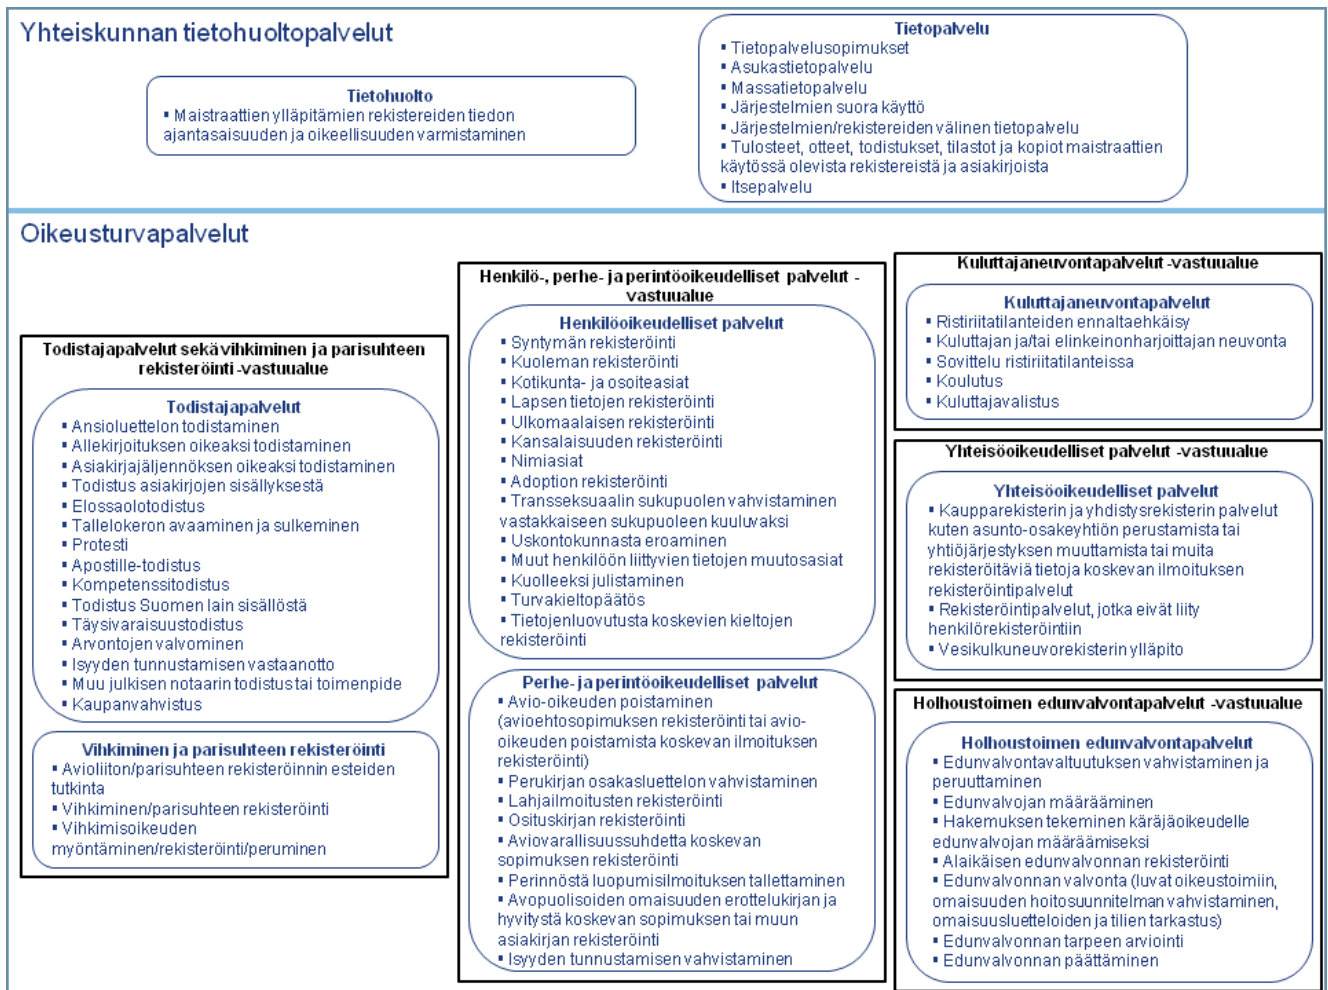 Yhteiskunnan tietohuoltopalvelut
Tietohuolto
▪ Maistraattien ylläpitämien rekistereiden tiedon
ajantasaisuuden ja oikeellisuuden varmistaminen
Tietopalvelu
▪ Tietopalvelusopimukset
▪ Asukastietopalvelu
▪ Massatietopalvelu
▪ Järjestelmien suora käyttö
▪ Järjestelmien/rekistereiden välinen tietopalvelu
▪ Tulosteet, otteet, todistukset, tilastot ja kopiot maistraattien
käytössä olevista rekistereistä ja asiakirjoista
▪ Itsepalvelu
Oikeusturvapalvelut
Todistajapalvelut sekä vihkiminen ja parisuhteen
rekisteröinti -vastuualue
Todistajapalvelut
▪ Ansioluettelon todistaminen
▪ Allekirjoituksen oikeaksi todistaminen
▪ Asiakirjajäljennöksen oikeaksi todistaminen
▪ Todistus asiakirjojen sisällyksestä
▪ Elossaolotodistus
▪ Tallelokeron avaaminen ja sulkeminen
▪ Protesti
▪ Apostille-todistus
▪ Kompetenssitodistus
▪ Todistus Suomen lain sisällöstä
▪ Täysivaraisuustodistus
▪ Arvontojen valvominen
▪ Isyyden tunnustamisen vastaanotto
▪ Muu julkisen notaarin todistus tai toimenpide
▪ Kaupanvahvistus
Vihkiminen ja parisuhteen rekisteröinti
▪ Avioliiton/parisuhteen rekisteröinnin esteiden
tutkinta
▪ Vihkiminen/parisuhteen rekisteröinti
▪ Vihkimisoikeuden
myöntäminen/rekisteröinti/peruminen
Henkilö-, perhe- ja perintöoikeudelliset palvelut -
vastuualue
Henkilöoikeudelliset palvelut
▪ Syntymän rekisteröinti
▪ Kuoleman rekisteröinti
▪ Kotikunta- ja osoiteasiat
▪ Lapsen tietojen rekisteröinti
▪ Ulkomaalaisen rekisteröinti
▪ Kansalaisuuden rekisteröinti
▪ Nimiasiat
▪ Adoption rekisteröinti
▪ Transseksuaalin sukupuolen vahvistaminen
vastakkaiseen sukupuoleen kuuluvaksi
▪ Uskontokunnasta eroaminen
▪ Muut henkilöön liittyvien tietojen muutosasiat
▪ Kuolleeksi julistaminen
▪ Turvakieltopäätös
▪ Tietojenluovutusta koskevien kieltojen
rekisteröinti
Perhe- ja perintöoikeudelliset palvelut
▪ Avio-oikeuden poistaminen
(avioehtosopimuksen rekisteröinti tai avio-
oikeuden poistamista koskevan ilmoituksen
rekisteröinti)
▪ Perukirjan osakasluettelon vahvistaminen
▪ Lahjailmoitusten rekisteröinti
▪ Osituskirjan rekisteröinti
▪ Aviovarallisuussuhdetta koskevan
sopimuksen rekisteröinti
▪ Perinnöstä luopumisilmoituksen tallettaminen
▪ Avopuolisoiden omaisuuden erottelukirjan ja
hyvitystä koskevan sopimuksen tai muun
asiakirjan rekisteröinti
▪ Isyyden tunnustamisen vahvistaminen
Kuluttajaneuvontapalvelut -vastuualue
Kuluttajaneuvontapalvelut
▪ Ristiriitatilanteiden ennaltaehkäisy
▪ Kuluttajan ja/tai elinkeinonharjoittajan neuvonta
▪ Sovittelu ristiriitatilanteissa
▪ Koulutus
▪ Kuluttajavalistus
Yhteisöoikeudelliset palvelut -vastuualue
Yhteisöoikeudelliset palvelut
▪ Kaupparekisterin ja yhdistysrekisterin palvelut
kuten asunto-osakeyhtiön perustamista tai
yhtiöjärjestyksen muuttamista tai muita
rekisteröitäviä tietoja koskevan ilmoituksen
rekisteröintipalvelut
▪ Rekisteröintipalvelut, jotka eivät liity
henkilörekisteröintiin
▪ Vesikulkuneuvorekisterin ylläpito
Holhoustoimen edunvalvontapalvelut -vastuualue
Holhoustoimen edunvalvontapalvelut
▪ Edunvalvontavaltuutuksen vahvistaminen ja
peruuttaminen
▪ Edunvalvojan määrääminen
▪ Hakemuksen tekeminen käräjäoikeudelle
edunvalvojan määräämiseksi
▪ Alaikäisen edunvalvonnan rekisteröinti
▪ Edunvalvonnan valvonta (luvat oikeustoimiin,
omaisuuden hoitosuunnitelman vahvistaminen,
omaisuusluetteloiden ja tilien tarkastus)
▪ Edunvalvonnan tarpeen arviointi
▪ Edunvalvonnan päättäminen